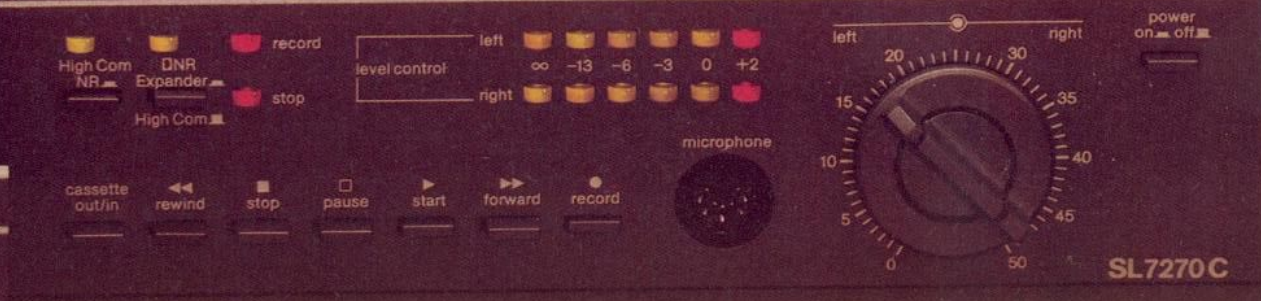 High Com
NR
▯NR
Expander
High Com
record
stop
level control
left
∞ -13 -6 -3 0 +2
right
left right
power
on off
microphone
0 5 10 15 20 30 35 40 45 50
cassette
out/in
rewind
stop
pause
start
forward
record
SL7270C